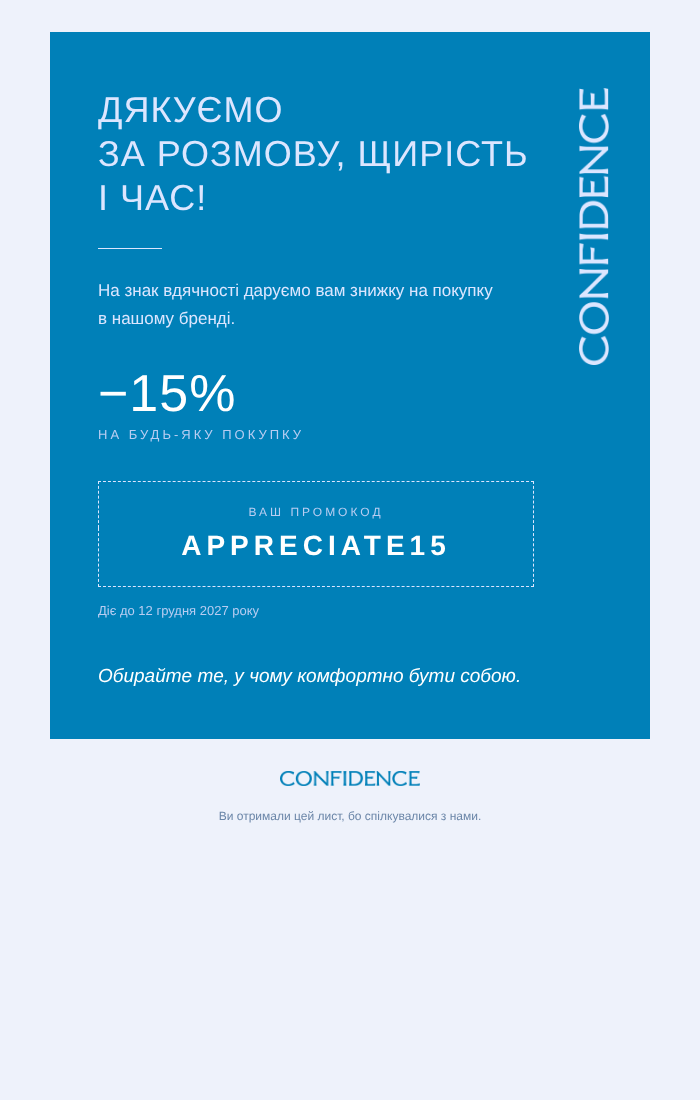 ДЯКУЄМО
ЗА РОЗМОВУ, ЩИРІСТЬ
І ЧАС!
CONFIDENCE
На знак вдячності даруємо вам знижку на покупку
в нашому бренді.
−15%
НА БУДЬ-ЯКУ ПОКУПКУ
ВАШ ПРОМОКОД
APPRECIATE15
Діє до 12 грудня 2027 року
Обирайте те, у чому комфортно бути собою.
CONFIDENCE
Ви отримали цей лист, бо спілкувалися з нами.